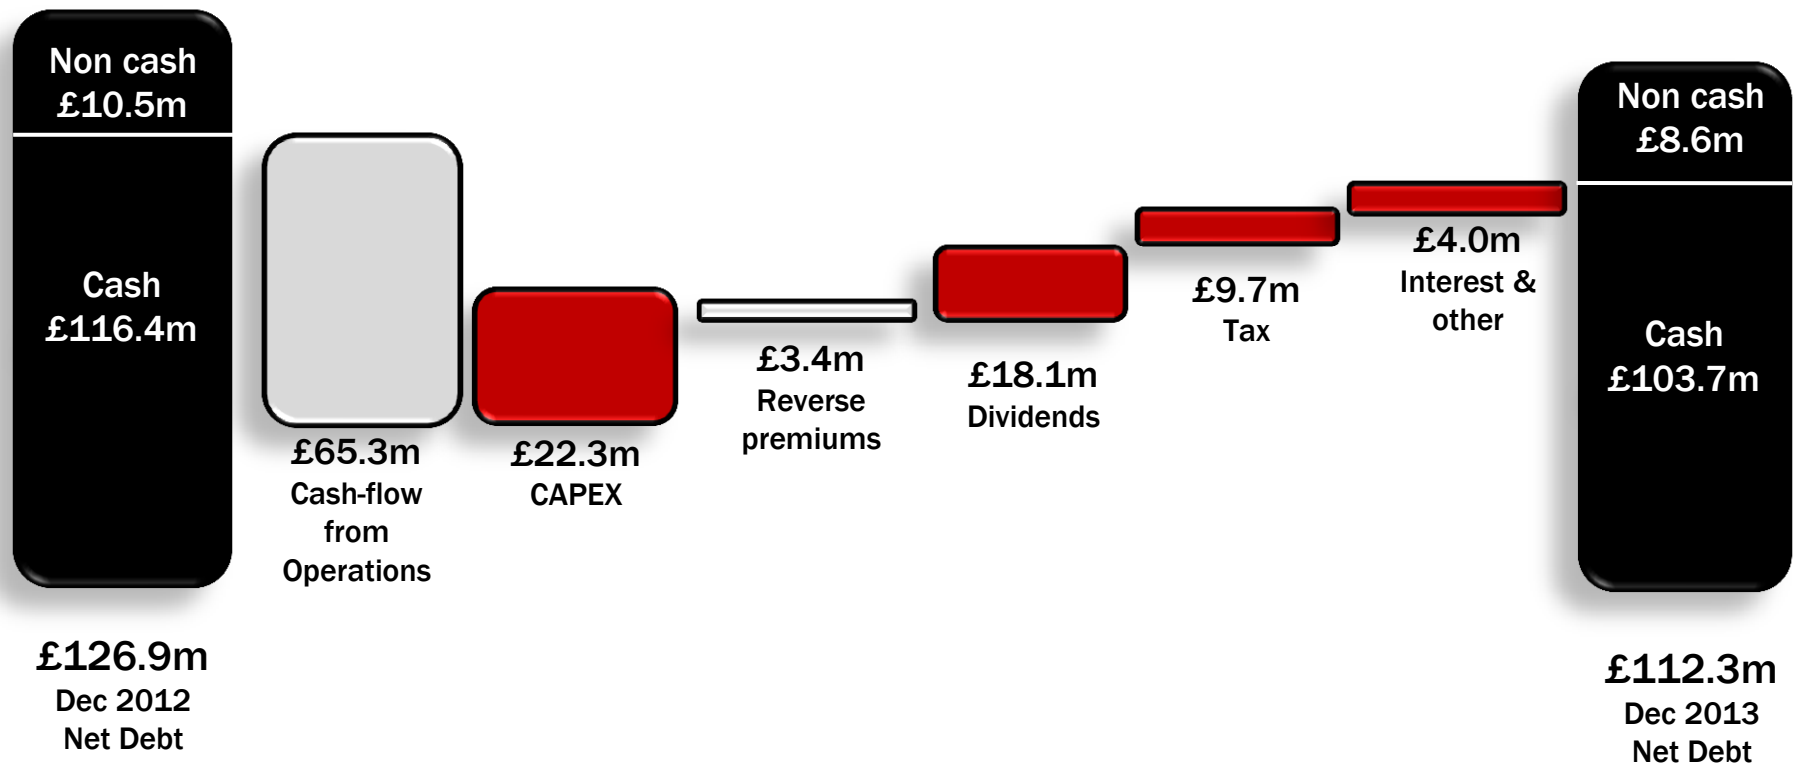 Non cash
£10.5m
Cash
£116.4m
£126.9m
Dec 2012
Net Debt
£65.3m
Cash-flow
from
Operations
£22.3m
CAPEX
£3.4m
Reverse
premiums
£18.1m
Dividends
£9.7m
Tax
£4.0m
Interest &
other
Non cash
£8.6m
Cash
£103.7m
£112.3m
Dec 2013
Net Debt